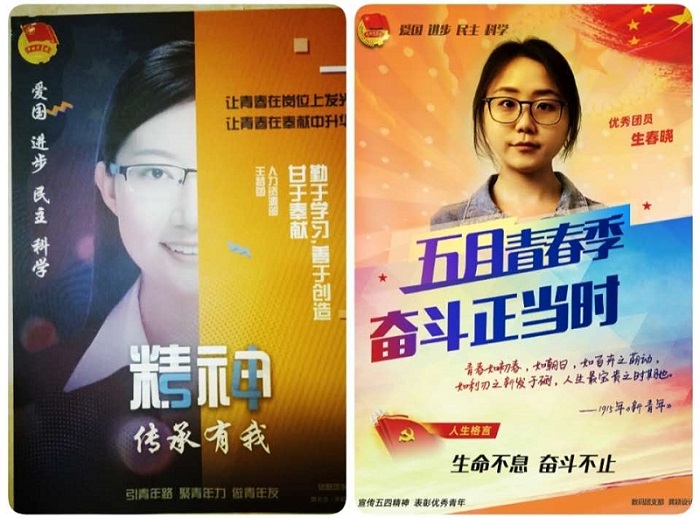 爱国 进步 民主 科学
让青春在岗位上发光
让青春在奉献中升华
勤于学习,善于创造
甘于奉献
人力资源部
精神
传承有我
引青年路 聚青年力 做青年友
爱国 进步 民主 科学
优秀团员
生春晓
五月青春季
奋斗正当时
青春如初春,如朝日,如百卉之萌动,
如利刃之新发于硎,人生最宝贵之时期也。
——1915年《新青年》
人生格言
生命不息 奋斗不止
宣传五四精神 表彰优秀青年